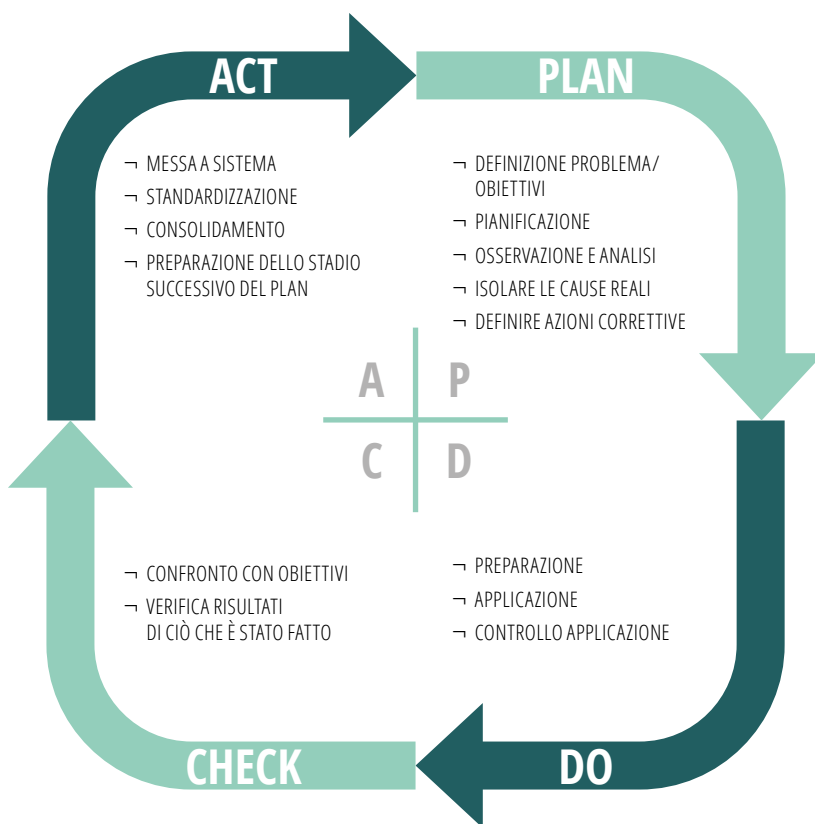 ACT
¬ MESSA A SISTEMA
¬ STANDARDIZZAZIONE
¬ CONSOLIDAMENTO
¬ PREPARAZIONE DELLO STADIO
SUCCESSIVO DEL PLAN
PLAN
¬ DEFINIZIONE PROBLEMA/
OBIETTIVI
¬ PIANIFICAZIONE
¬ OSSERVAZIONE E ANALISI
¬ ISOLARE LE CAUSE REALI
¬ DEFINIRE AZIONI CORRETTIVE
A P
C D
¬ CONFRONTO CON OBIETTIVI
¬ VERIFICA RISULTATI
DI CIÒ CHE È STATO FATTO
CHECK
¬ PREPARAZIONE
¬ APPLICAZIONE
¬ CONTROLLO APPLICAZIONE
DO